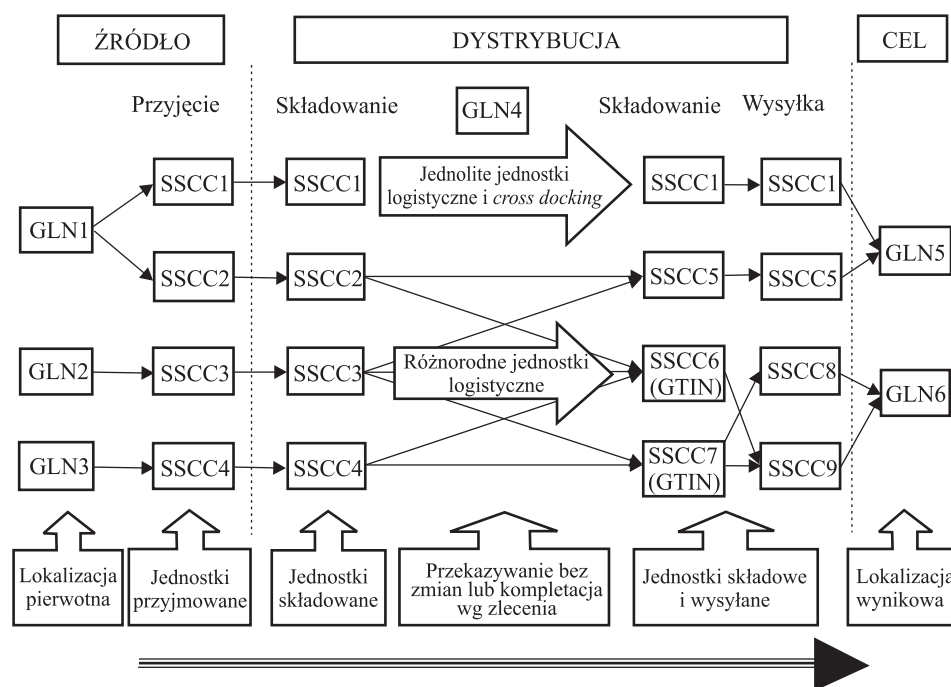 ŹRÓDŁO
DYSTRYBUCJA
CEL
Przyjęcie
Składowanie
GLN4
Składowanie
Wysyłka
SSCC1
SSCC1
Jednolite jednostki
logistyczne i cross docking
SSCC1
SSCC1
GLN1
GLN5
SSCC2
SSCC2
SSCC5
SSCC5
GLN2
SSCC3
SSCC3
Różnorodne jednostki
logistyczne
SSCC6
(GTIN)
SSCC8
GLN6
GLN3
SSCC4
SSCC4
SSCC7
(GTIN)
SSCC9
Lokalizacja
pierwotna
Jednostki
przyjmowane
Jednostki
składowane
Przekazywanie bez
zmian lub kompletacja
wg zlecenia
Jednostki składowe
i wysyłane
Lokalizacja
wynikowa